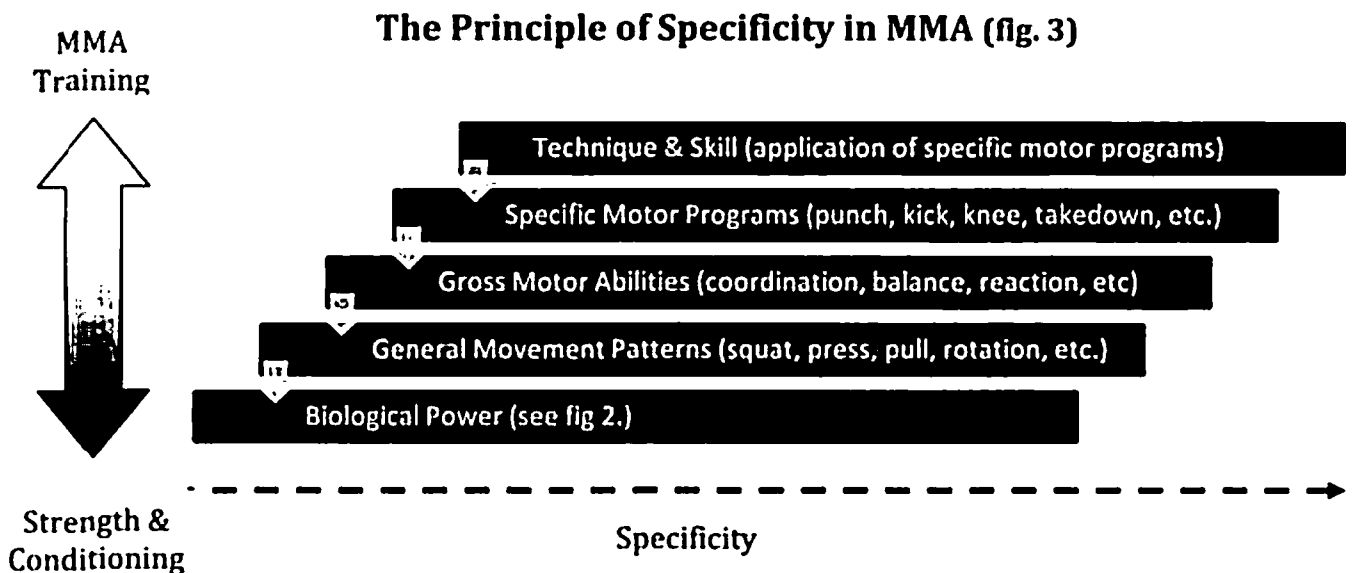 The Principle of Specificity in MMA (fig. 3)
MMA
Training
Technique & Skill (application of specific motor programs)
Specific Motor Programs (punch, kick, knee, takedown, etc.)
Gross Motor Abilities (coordination, balance, reaction, etc)
General Movement Patterns (squat, press, pull, rotation, etc.)
Biological Power (see fig 2.)
Strength &
Conditioning
Specificity